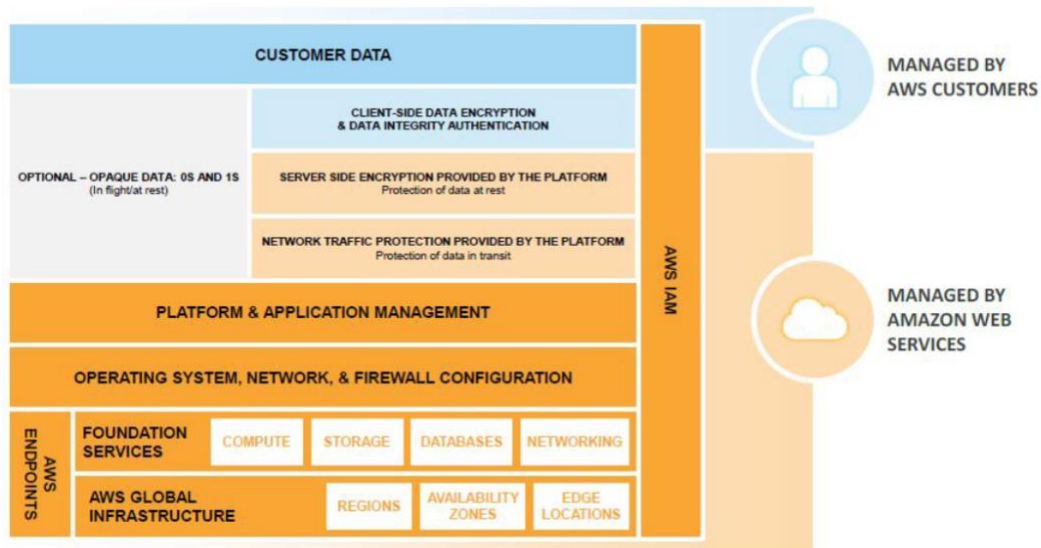 CUSTOMER DATA
CLIENT-SIDE DATA ENCRYPTION
& DATA INTEGRITY AUTHENTICATION
OPTIONAL – OPAQUE DATA: 0S AND 1S
(In flight/at rest)
SERVER SIDE ENCRYPTION PROVIDED BY THE PLATFORM
Protection of data at rest
NETWORK TRAFFIC PROTECTION PROVIDED BY THE PLATFORM
Protection of data in transit
PLATFORM & APPLICATION MANAGEMENT
OPERATING SYSTEM, NETWORK, & FIREWALL CONFIGURATION
AWS
ENDPOINTS
FOUNDATION
SERVICES
COMPUTE
STORAGE
DATABASES
NETWORKING
AWS GLOBAL
INFRASTRUCTURE
REGIONS
AVAILABILITY
ZONES
EDGE
LOCATIONS
AWS IAM
MANAGED BY
AWS CUSTOMERS
MANAGED BY
AMAZON WEB
SERVICES